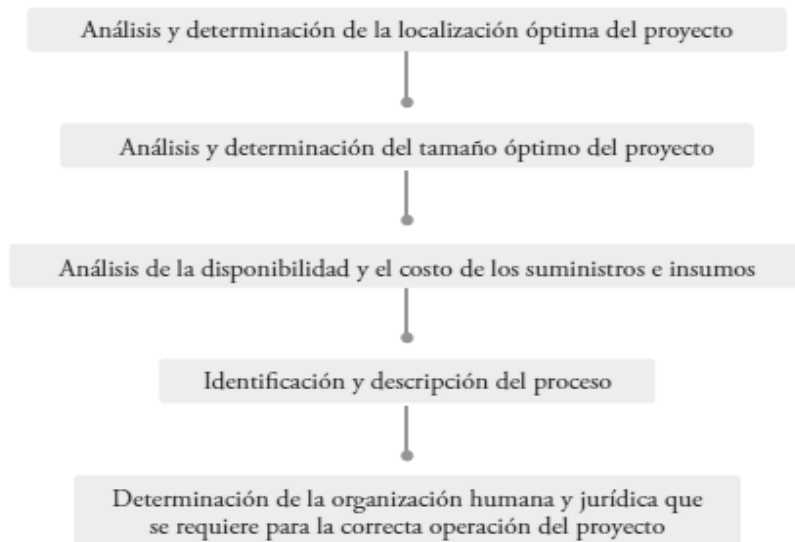 Análisis y determinación de la localización óptima del proyecto
Análisis y determinación del tamaño óptimo del proyecto
Análisis de la disponibilidad y el costo de los suministros e insumos
Identificación y descripción del proceso
Determinación de la organización humana y jurídica que
se requiere para la correcta operación del proyecto